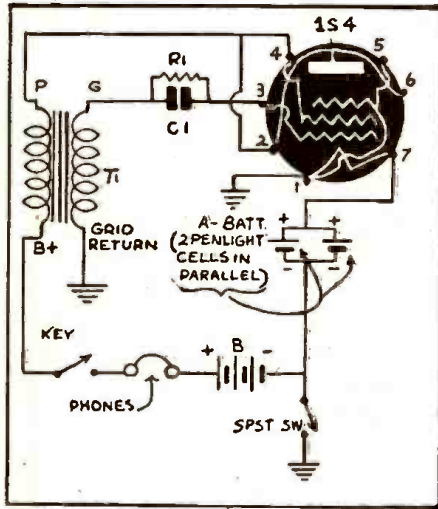 1S4
4
5
P
G
R1
3
6
C1
2
7
T1
1
GRID
RETURN
B+
A-BATT.
(2 PENLIGHT
CELLS IN
PARALLEL)
+
+
-
-
KEY
+
B
-
PHONES
SPST SW.